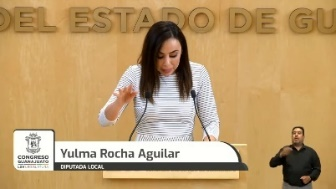 DEL ESTADO DE GU
Yulma Rocha Aguilar
DIPUTADA LOCAL
CONGRESO
GUANAJUATO